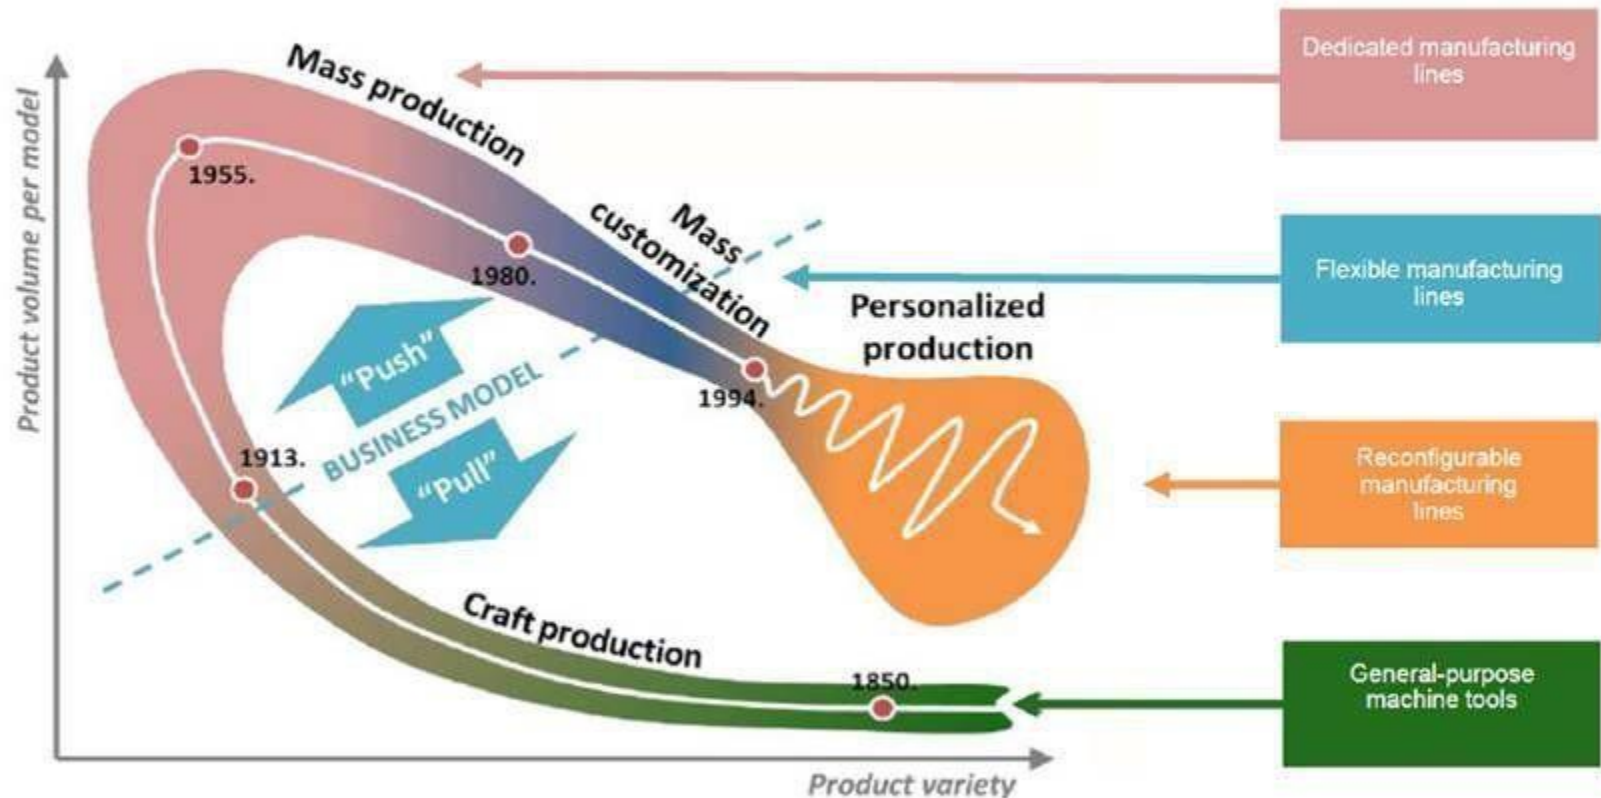 Product volume per model
Mass production
1955.
1980.
Mass
customization
1994.
Personalized
production
1913.
"Push"
BUSINESS MODEL
"Pull"
Craft production
1850.
Product variety
Dedicated manufacturing
lines
Flexible manufacturing
lines
Reconfigurable
manufacturing
lines
General-purpose
machine tools